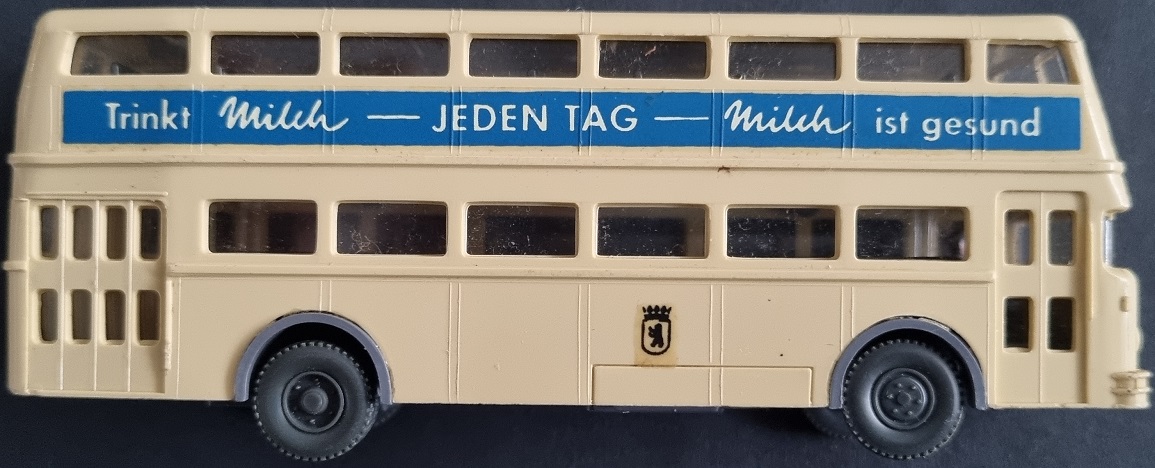 Trinkt Milch — JEDEN TAG — Milch ist gesund